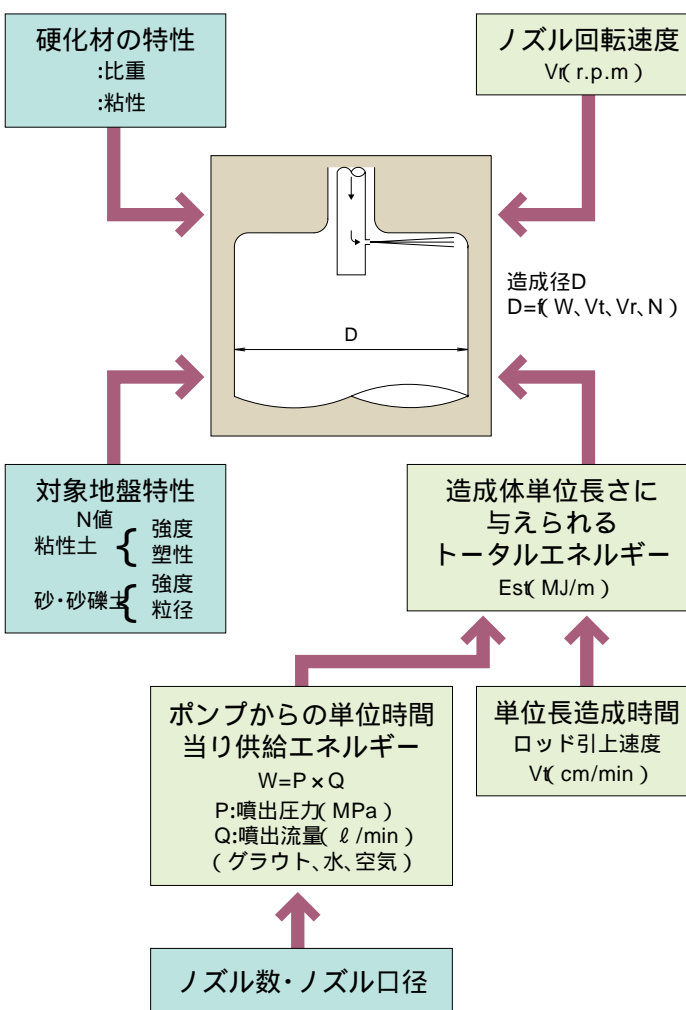 硬化材の特性
:比重
:粘性
ノズル回転速度
Vr( r.p.m )
D
造成径D
D=f( W、Vt、Vr、N )
対象地盤特性
N値
粘性土 { 強度
塑性
砂・砂礫土 { 強度
粒径
造成体単位長さに
与えられる
トータルエネルギー
Est( MJ/m )
ポンプからの単位時間
当り供給エネルギー
W=P×Q
P:噴出圧力( MPa )
Q:噴出流量( ℓ/min )
( グラウト、水、空気 )
単位長造成時間
ロッド引上速度
Vt( cm/min )
ノズル数・ノズル口径